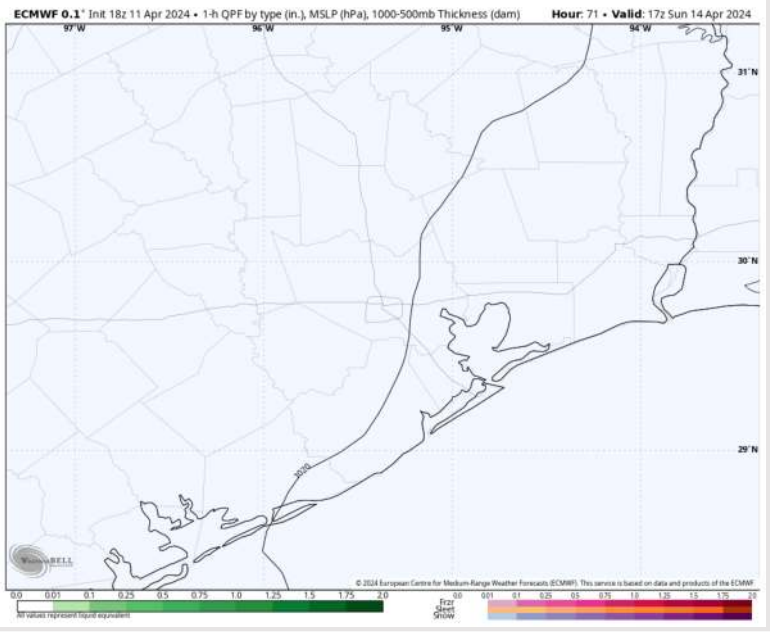 ECMWF 0.1° Init 18z 11 Apr 2024 • 1-h QPF by type (in.), MSLP (hPa), 1000-500mb Thickness (dam) Hour: 71 • Valid: 17z Sun 14 Apr 2024
97°W 96°W 95°W 94°W
31°N
30°N
29°N
1020
WeatherBELL
© 2024 European Centre for Medium-Range Weather Forecasts (ECMWF). This service is based on data and products of the ECMWF
0.0 0.01 0.1 0.25 0.5 0.75 1.0 1.25 1.5 1.75 2.0
0.0 0.01 0.1 0.25 0.5 0.75 1.0 1.25 1.5 1.75 2.0
Frzr
Sleet
Snow
All values represent liquid equivalent